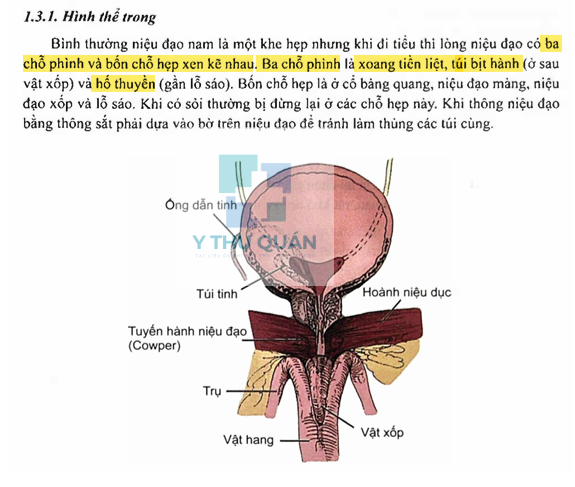 1.3.1. Hình thể trong
Bình thường niệu đạo nam là một khe hẹp nhưng khi đi tiểu thì lòng niệu đạo có ba
chỗ phình và bốn chỗ hẹp xen kẽ nhau. Ba chỗ phình là xoang tiền liệt, túi bịt hành (ở sau
vật xốp) và hố thuyền (gần lỗ sáo). Bốn chỗ hẹp là ở cổ bàng quang, niệu đạo màng, niệu
đạo xốp và lỗ sáo. Khi có sỏi thường bị dừng lại ở các chỗ hẹp này. Khi thông niệu đạo
bằng thông sắt phải dựa vào bờ trên niệu đạo để tránh làm thủng các túi cùng.
Ống dẫn tinh
Y THƯ QUÁN
Túi tinh
Hoành niệu dục
Tuyến hành niệu đạo
(Cowper)
Trụ
Vật xốp
Vật hang